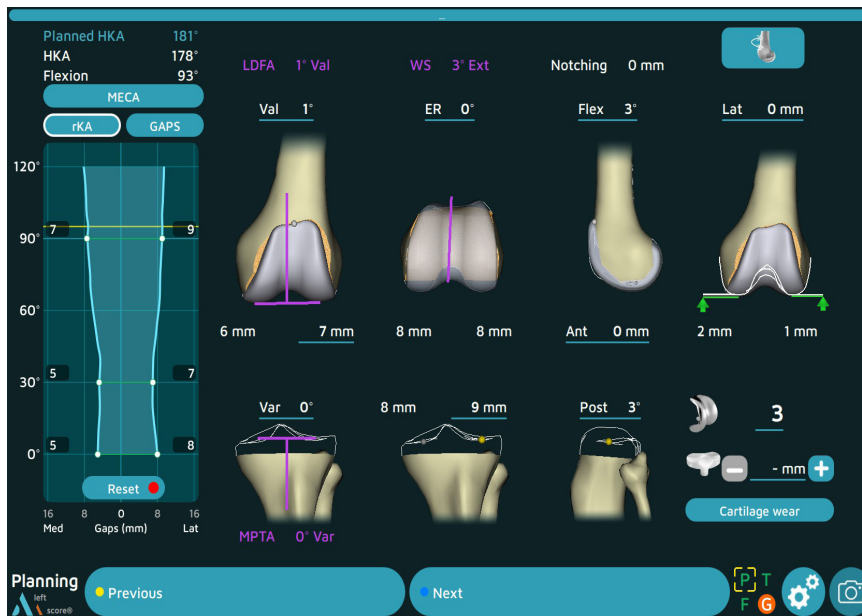 Planned HKA 181°
HKA 178°
Flexion 93°
MECA
rKA GAPS
120°
90°
60°
30°
0°
7 9
5 7
5 8
Reset
16 8 0 8 16
Med Gaps (mm) Lat
LDFA 1° Val
WS 3° Ext
Notching 0 mm
Val 1°
ER 0°
Flex 3°
Lat 0 mm
6 mm 7 mm
8 mm 8 mm
Ant 0 mm
2 mm 1 mm
Var 0°
8 mm 9 mm
Post 3°
MPTA 0° Var
3
- mm
Cartilage wear
Planning
left
score®
Previous
Next
P T
F G